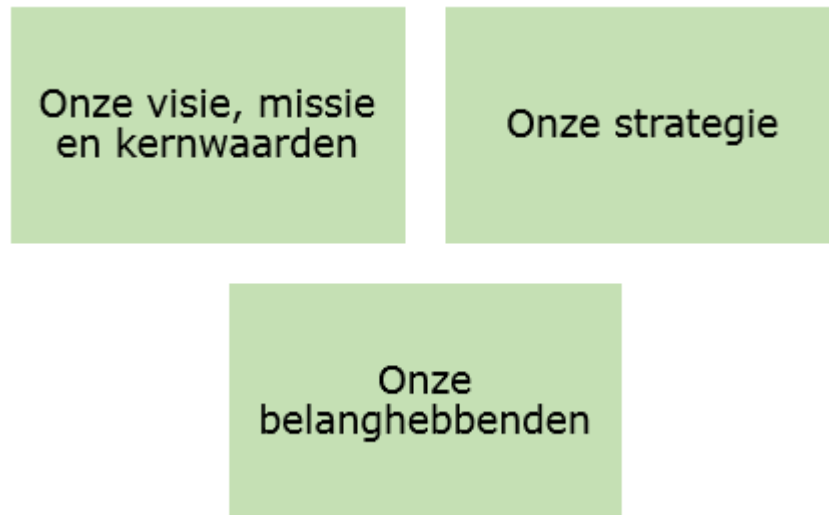 Onze visie, missie
en kernwaarden
Onze strategie
Onze
belanghebbenden